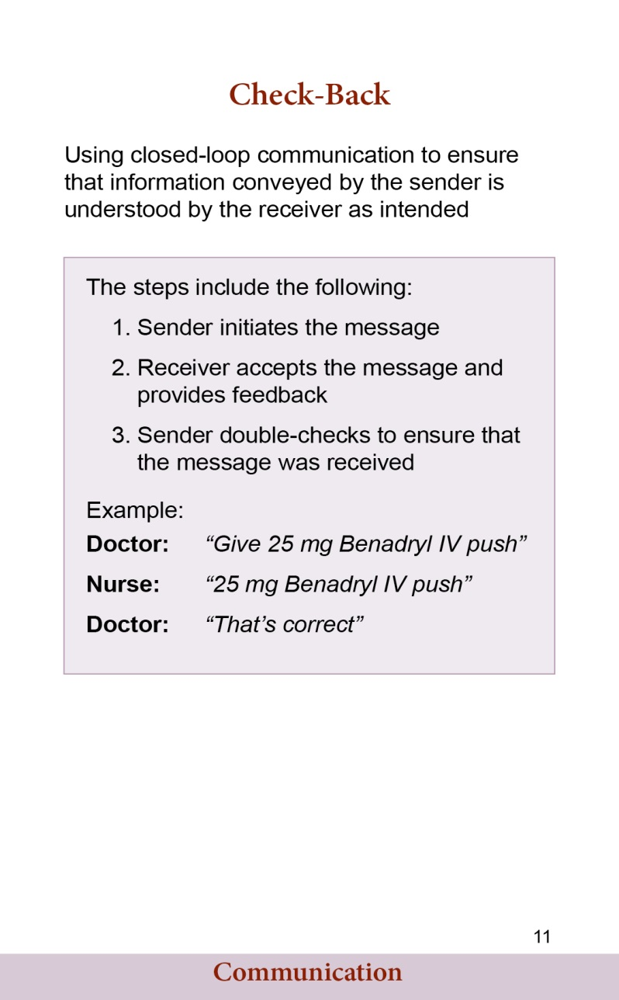 Check-Back
Using closed-loop communication to ensure
that information conveyed by the sender is
understood by the receiver as intended
The steps include the following:
1. Sender initiates the message
2. Receiver accepts the message and
provides feedback
3. Sender double-checks to ensure that
the message was received
Example:
Doctor: “Give 25 mg Benadryl IV push”
Nurse: “25 mg Benadryl IV push”
Doctor: “That’s correct”
11
Communication